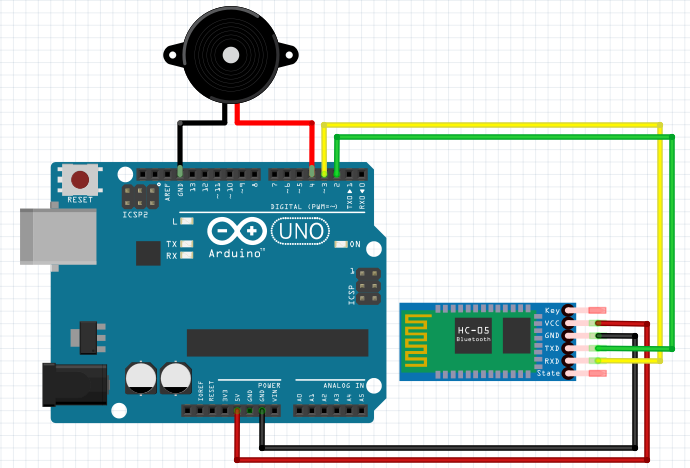 RESET
ICSP2
AREF
GND
13
12
~11
~10
~9
8
7
~6
~5
4
~3
2
TXD▶1
RXD◀0
DIGITAL (PWM=~)
L
TX
RX
UNO
Arduino™
ON
1
ICSP
IOREF
RESET
3V3
5V
GND
GND
VIN
POWER
ANALOG IN
A0
A1
A2
A3
A4
A5
HC-05
Bluetooth
Key
VCC
GND
TXD
RXD
State